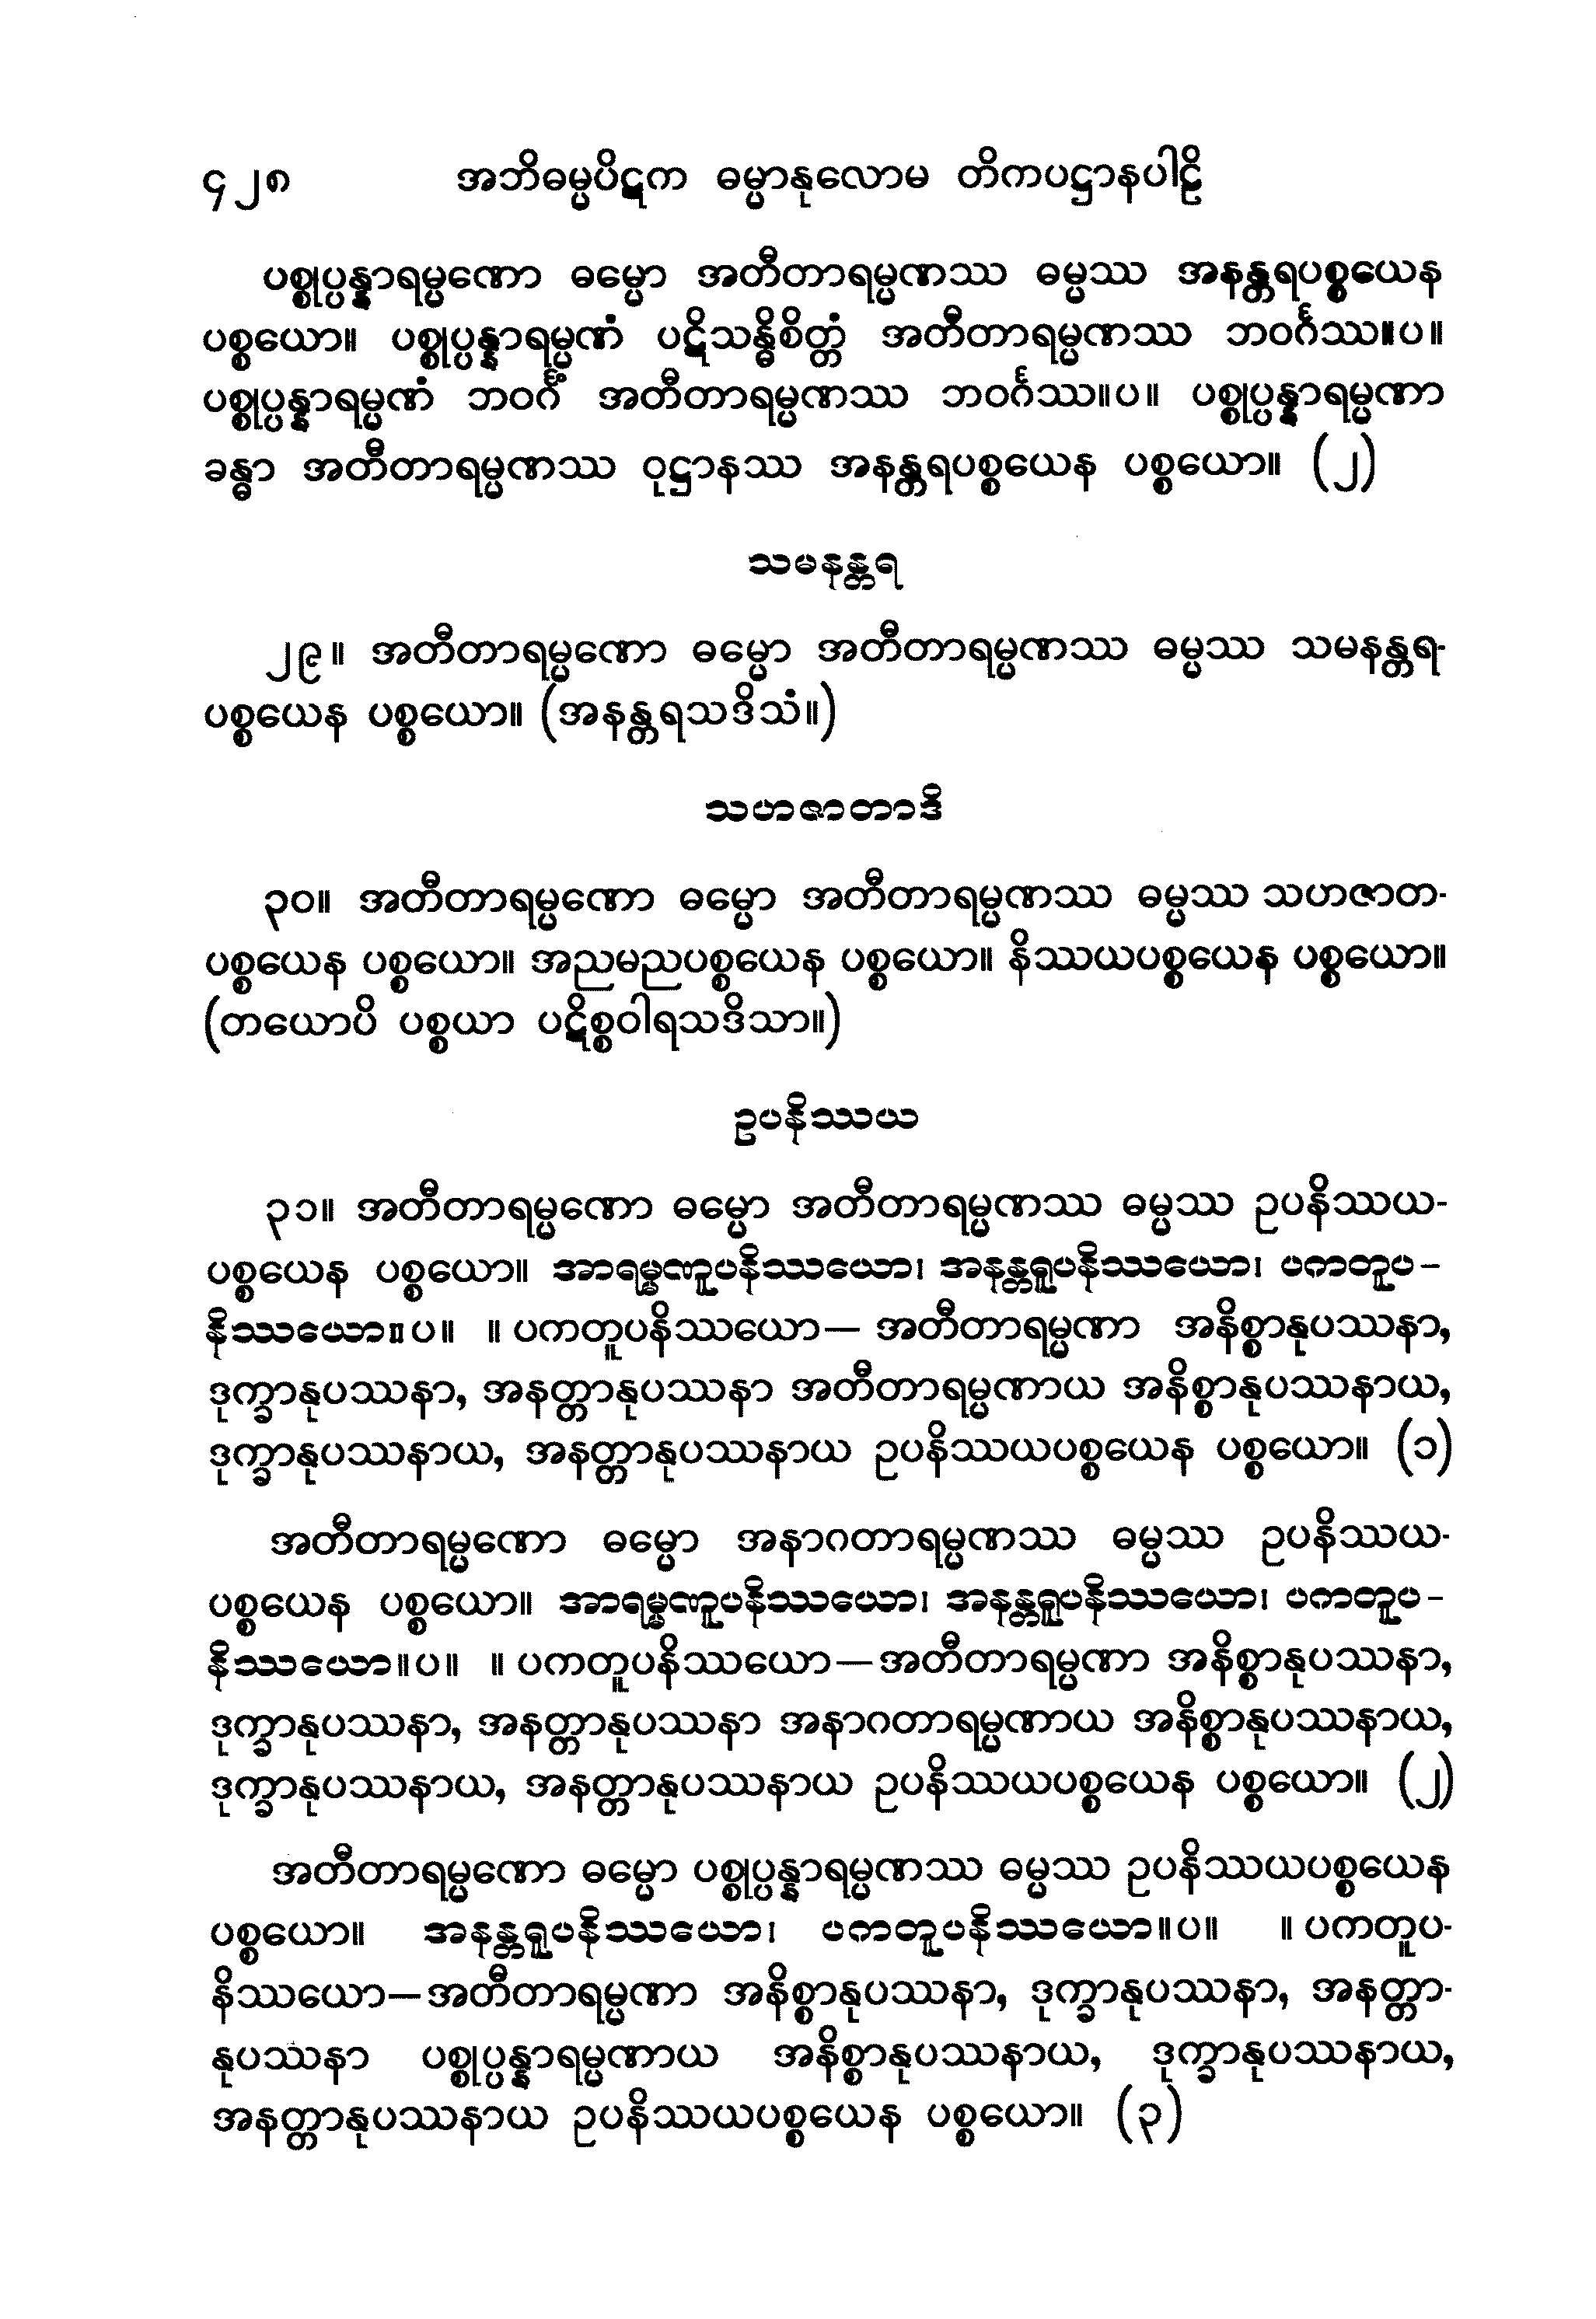 ၄၂၈ အဘိဓမ္မပိဋက ဓမ္မာနုလောမ တိကပဋ္ဌာနပါဠိ
ပစ္စုပ္ပန္နာရမ္မဏော ဓမ္မော အတီတာရမ္မဏဿ ဓမ္မဿ အနန္တရပစ္စယေန
ပစ္စယော။ ပစ္စုပ္ပန္နာရမ္မဏံ ပဋိသန္ဓိစိတ္တံ အတီတာရမ္မဏဿ ဘဝင်္ဂဿ။ပ။
ပစ္စုပ္ပန္နာရမ္မဏံ ဘဝင်္ဂံ အတီတာရမ္မဏဿ ဘဝင်္ဂဿ။ပ။ ပစ္စုပ္ပန္နာရမ္မဏာ
ခန္ဓာ အတီတာရမ္မဏဿ ဝုဋ္ဌာနဿ အနန္တရပစ္စယေန ပစ္စယော။ (၂)
သမနန္တရ
၂၉။ အတီတာရမ္မဏော ဓမ္မော အတီတာရမ္မဏဿ ဓမ္မဿ သမနန္တရ-
ပစ္စယေန ပစ္စယော။ (အနန္တရသဒိသံ။)
သဟဇာတာဒိ
၃၀။ အတီတာရမ္မဏော ဓမ္မော အတီတာရမ္မဏဿ ဓမ္မဿ သဟဇာတ-
ပစ္စယေန ပစ္စယော။ အညမညပစ္စယေန ပစ္စယော။ နိဿယပစ္စယေန ပစ္စယော။
(တယောပိ ပစ္စယာ ပဋိစ္စဝါရသဒိသာ။)
ဥပနိဿယ
၃၁။ အတီတာရမ္မဏော ဓမ္မော အတီတာရမ္မဏဿ ဓမ္မဿ ဥပနိဿယ-
ပစ္စယေန ပစ္စယော။ အာရမ္မဏူပနိဿယော၊ အနန္တရူပနိဿယော၊ ပကတူပ-
နိဿယော။ပ။ ။ ပကတူပနိဿယော— အတီတာရမ္မဏာ အနိစ္စာနုပဿနာ,
ဒုက္ခာနုပဿနာ, အနတ္တာနုပဿနာ အတီတာရမ္မဏာယ အနိစ္စာနုပဿနာယ,
ဒုက္ခာနုပဿနာယ, အနတ္တာနုပဿနာယ ဥပနိဿယပစ္စယေန ပစ္စယော။ (၁)
အတီတာရမ္မဏော ဓမ္မော အနာဂတာရမ္မဏဿ ဓမ္မဿ ဥပနိဿယ-
ပစ္စယေန ပစ္စယော။ အာရမ္မဏူပနိဿယော၊ အနန္တရူပနိဿယော၊ ပကတူပ-
နိဿယော။ပ။ ။ ပကတူပနိဿယော—အတီတာရမ္မဏာ အနိစ္စာနုပဿနာ,
ဒုက္ခာနုပဿနာ, အနတ္တာနုပဿနာ အနာဂတာရမ္မဏာယ အနိစ္စာနုပဿနာယ,
ဒုက္ခာနုပဿနာယ, အနတ္တာနုပဿနာယ ဥပနိဿယပစ္စယေန ပစ္စယော။ (၂)
အတီတာရမ္မဏော ဓမ္မော ပစ္စုပ္ပန္နာရမ္မဏဿ ဓမ္မဿ ဥပနိဿယပစ္စယေန
ပစ္စယော။ အနန္တရူပနိဿယော၊ ပကတူပနိဿယော။ပ။ ။ ပကတူပ-
နိဿယော—အတီတာရမ္မဏာ အနိစ္စာနုပဿနာ, ဒုက္ခာနုပဿနာ, အနတ္တာ-
နုပဿနာ ပစ္စုပ္ပန္နာရမ္မဏာယ အနိစ္စာနုပဿနာယ, ဒုက္ခာနုပဿနာယ,
အနတ္တာနုပဿနာယ ဥပနိဿယပစ္စယေန ပစ္စယော။ (၃)